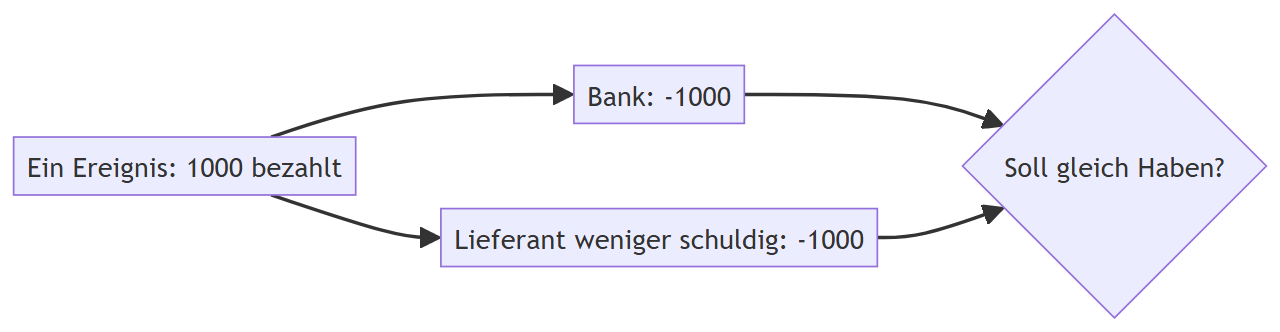 Ein Ereignis: 1000 bezahlt
Bank: -1000
Lieferant weniger schuldig: -1000
Soll gleich Haben?